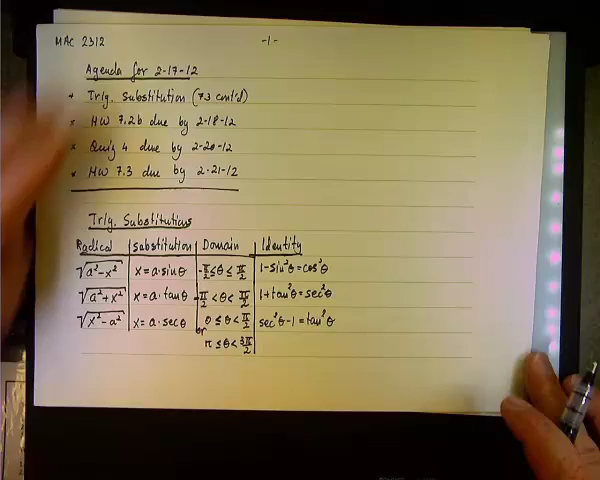 MAC 2312 -1-
Agenda for 2-17-12
* Trig. Substitution (7.3 cont'd)
* HW 7.2b due by 2-18-12
* Quiz 4 due by 2-20-12
* HW 7.3 due by 2-21-12
Trig. Substitutions
Radical Substitution Domain Identity
√a²-x² x=a·sinθ -π/2≤θ≤π/2 1-sin²θ=cos²θ
√a²+x² x=a·tanθ -π/2<θ<π/2 1+tan²θ=sec²θ
√x²-a² x=a·secθ 0≤θ<π/2 sec²θ-1=tan²θ
or
π≤θ<3π/2